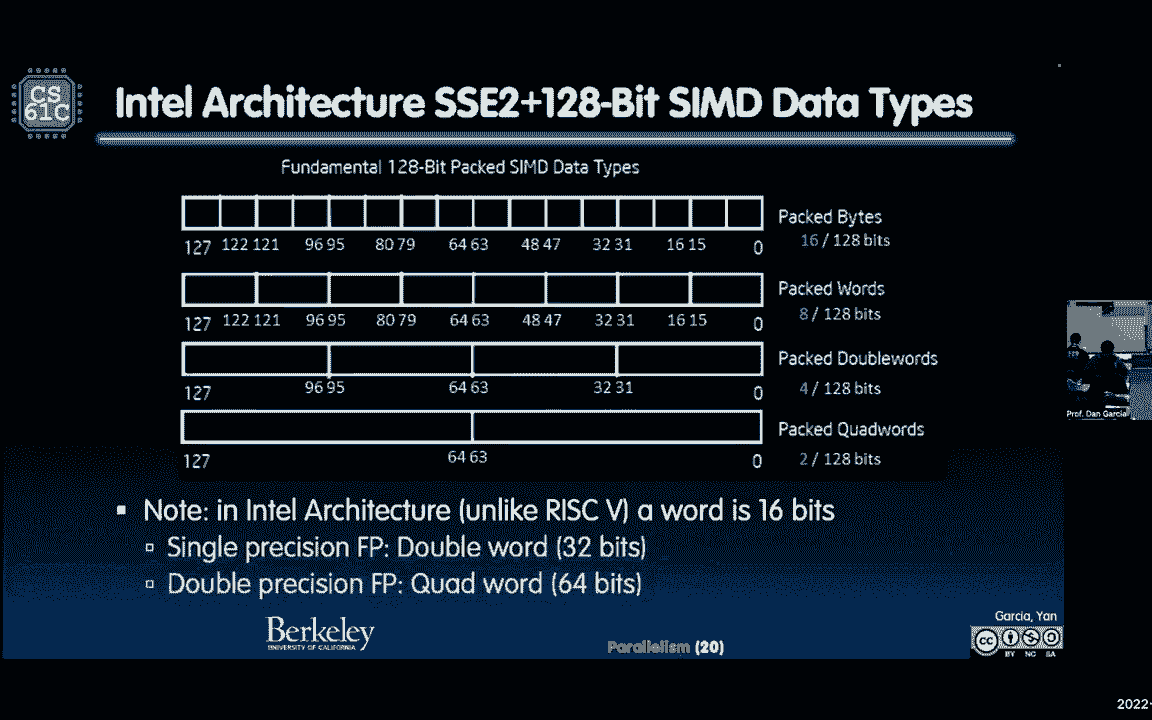 CS
61C
Intel Architecture SSE2+128-Bit SIMD Data Types
Fundamental 128-Bit Packed SIMD Data Types
Packed Bytes
16 / 128 bits
127 122 121 96 95 80 79 64 63 48 47 32 31 16 15 0
Packed Words
8 / 128 bits
127 122 121 96 95 80 79 64 63 48 47 32 31 16 15 0
Packed Doublewords
4 / 128 bits
127 96 95 64 63 32 31 0
Packed Quadwords
2 / 128 bits
127 64 63 0
Prof. Dan Garcia
Note: in Intel Architecture (unlike RISC V) a word is 16 bits
Single precision FP: Double word (32 bits)
Double precision FP: Quad word (64 bits)
Berkeley
UNIVERSITY OF CALIFORNIA
Parallelism (20)
Garcia, Yan
cc
BY NC SA
2022-